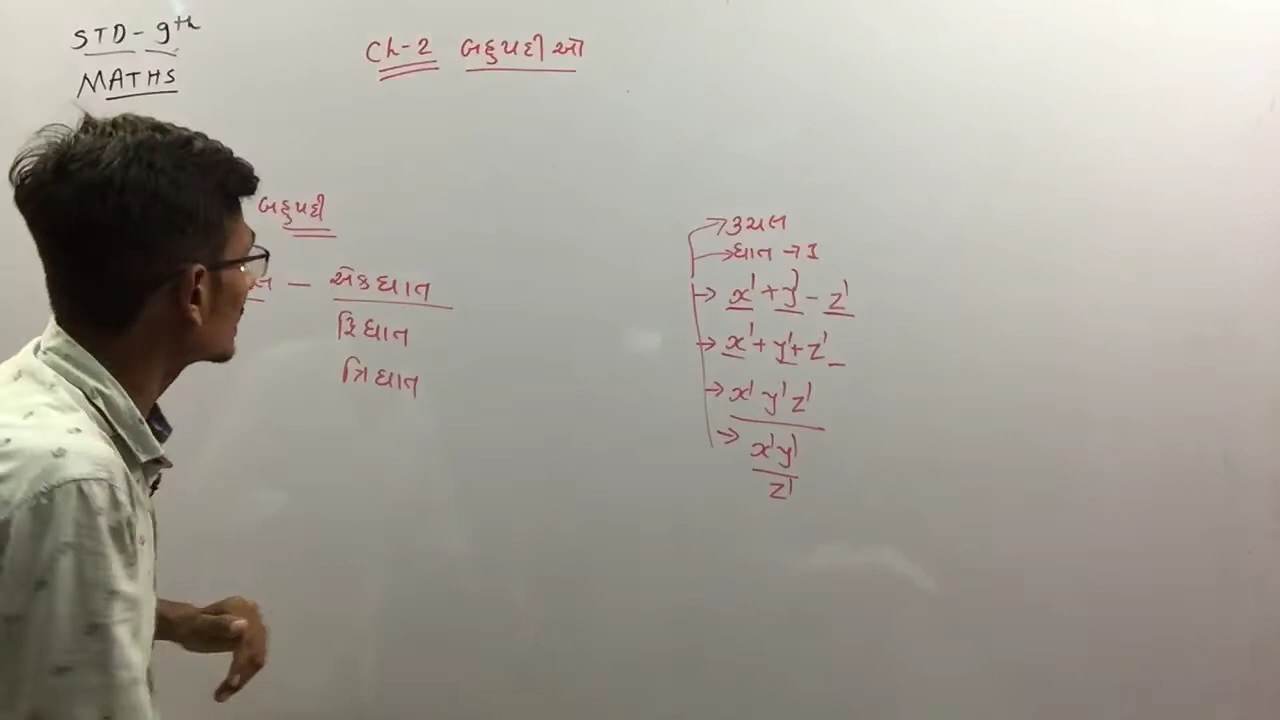 STD - 9th
MATHS
Ch-2 બહુપદીઓ
બહુપદી
– એકઘાત
દ્વિઘાત
ત્રિઘાત
→ 3ચલ
→ ઘાત → 1
→ x¹ + y¹ - z¹
→ x¹ + y¹ + z¹
→ x¹ y¹ z¹
→ x¹y¹
z¹